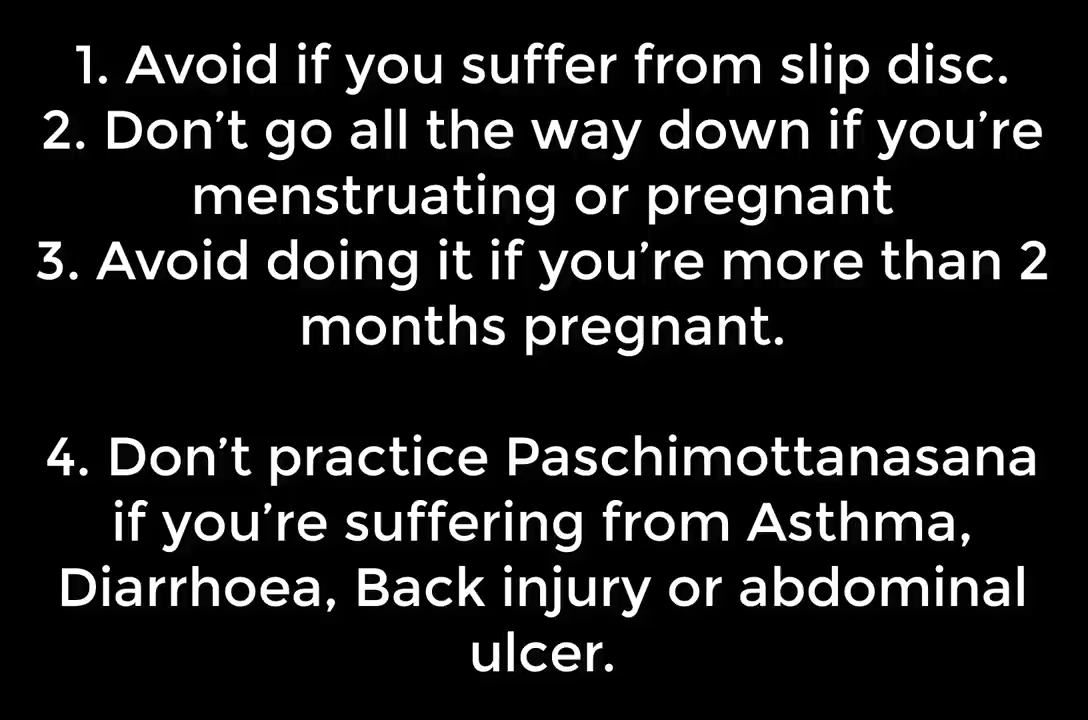 1. Avoid if you suffer from slip disc.
2. Don’t go all the way down if you’re
menstruating or pregnant
3. Avoid doing it if you’re more than 2
months pregnant.
4. Don’t practice Paschimottanasana
if you’re suffering from Asthma,
Diarrhoea, Back injury or abdominal
ulcer.